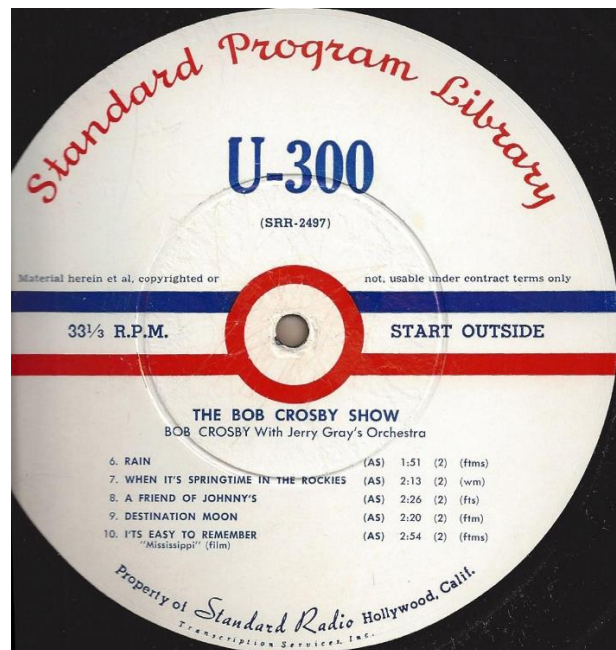 Standard Program Library
U-300
(SRR-2497)
Material herein et al, copyrighted or not, usable under contract terms only
33⅓ R.P.M. START OUTSIDE
THE BOB CROSBY SHOW
BOB CROSBY With Jerry Gray's Orchestra
6. RAIN (AS) 1:51 (2) (ftms)
7. WHEN IT'S SPRINGTIME IN THE ROCKIES (AS) 2:13 (2) (wm)
8. A FRIEND OF JOHNNY'S (AS) 2:26 (2) (fts)
9. DESTINATION MOON (AS) 2:20 (2) (ftm)
10. I'TS EASY TO REMEMBER (AS) 2:54 (2) (ftms)
"Mississippi" (film)
Property of Standard Radio Hollywood, Calif.
Transcription Services, Inc.